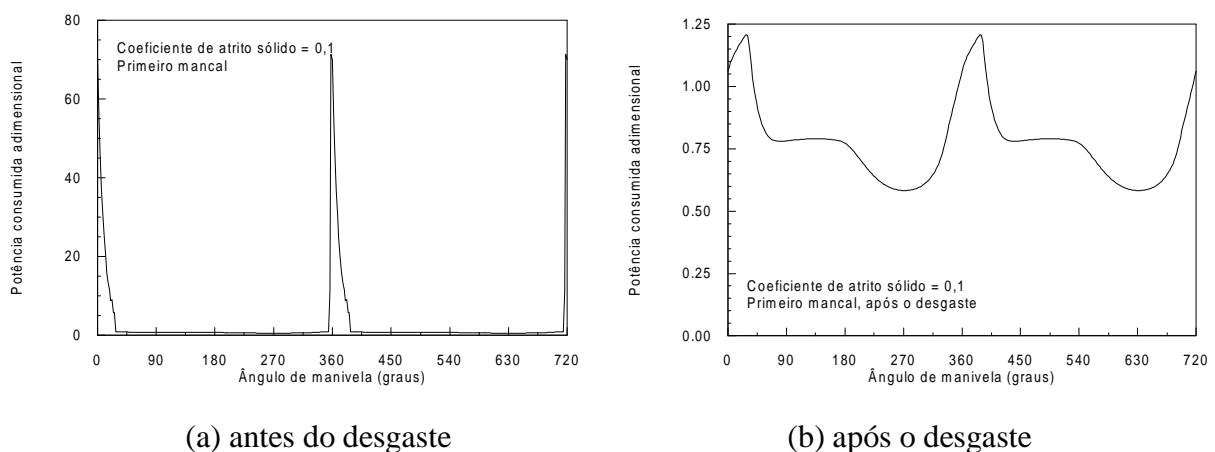 Potência consumida adimensional
80
60
40
20
0
Coeficiente de atrito sólido = 0,1
Primeiro mancal
0 90 180 270 360 450 540 630 720
Ângulo de manivela (graus)
(a) antes do desgaste
Potência consumida adimensional
1.25
1.00
0.75
0.50
0.25
0.00
Coeficiente de atrito sólido = 0,1
Primeiro mancal, após o desgaste
0 90 180 270 360 450 540 630 720
Ângulo de manivela (graus)
(b) após o desgaste